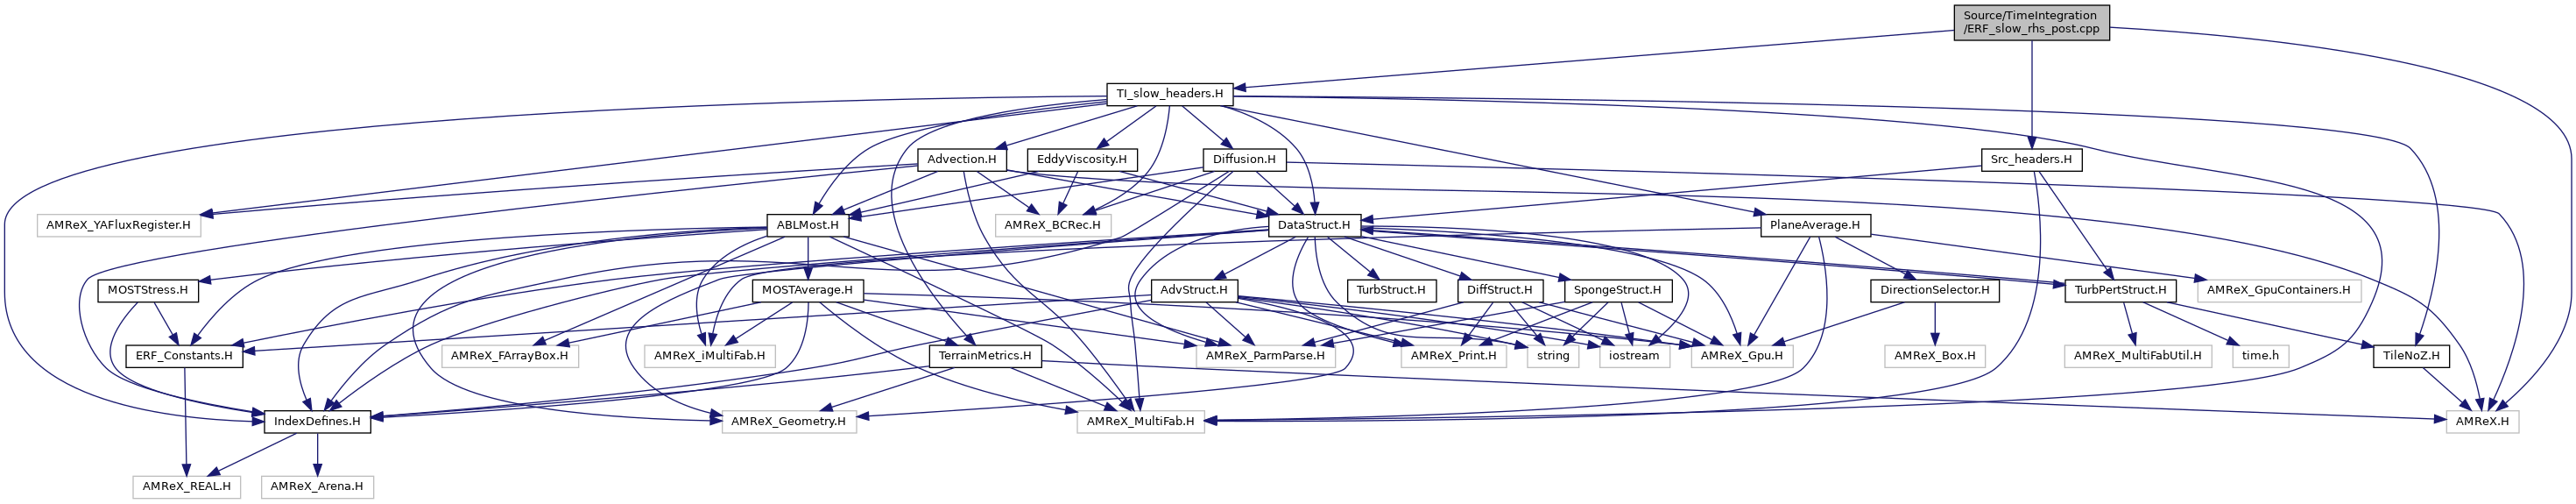 Source/TimeIntegration
/ERF_slow_rhs_post.cpp
TI_slow_headers.H
Advection.H
EddyViscosity.H
Diffusion.H
Src_headers.H
AMReX_YAFluxRegister.H
ABLMost.H
AMReX_BCRec.H
DataStruct.H
PlaneAverage.H
MOSTStress.H
MOSTAverage.H
AdvStruct.H
TurbStruct.H
DiffStruct.H
SpongeStruct.H
DirectionSelector.H
TurbPertStruct.H
AMReX_GpuContainers.H
ERF_Constants.H
AMReX_FArrayBox.H
AMReX_iMultiFab.H
TerrainMetrics.H
AMReX_ParmParse.H
AMReX_Print.H
string
iostream
AMReX_Gpu.H
AMReX_Box.H
AMReX_MultiFabUtil.H
time.h
TileNoZ.H
IndexDefines.H
AMReX_Geometry.H
AMReX_MultiFab.H
AMReX.H
AMReX_REAL.H
AMReX_Arena.H